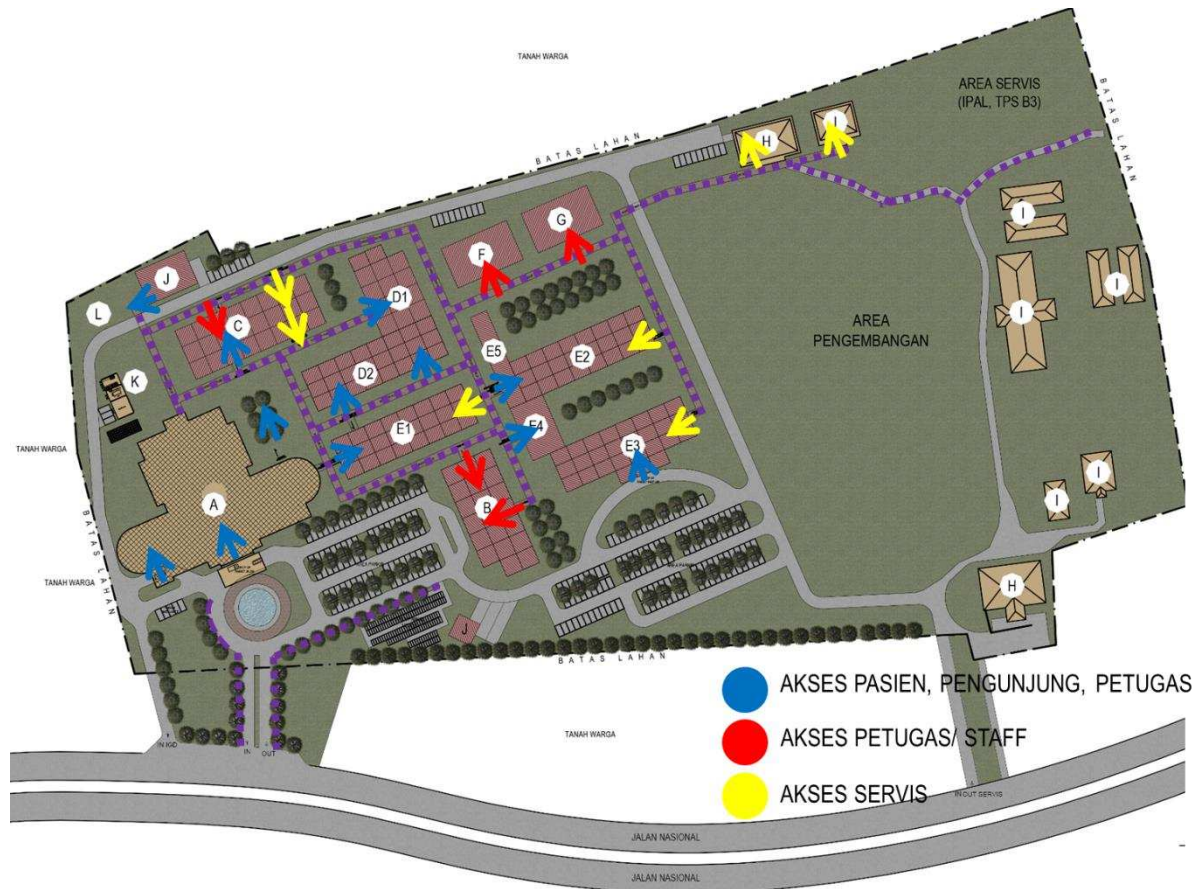 TANAH WARGA
AREA SERVIS
(IPAL, TPS B3)
BATAS LAHAN
BATAS LAHAN
H
I
G
F
I
I
I
J
L
D1
C
E5
E2
AREA
PENGEMBANGAN
K
D2
E1
E4
E3
TANAH WARGA
I
I
A
B
TANAH WARGA
BATAS LAHAN
H
J
BATAS LAHAN
AKSES PASIEN, PENGUNJUNG, PETUGAS
AKSES PETUGAS/ STAFF
AKSES SERVIS
TANAH WARGA
IN IGD
IN
OUT
IN OUT SERVIS
JALAN NASIONAL
JALAN NASIONAL